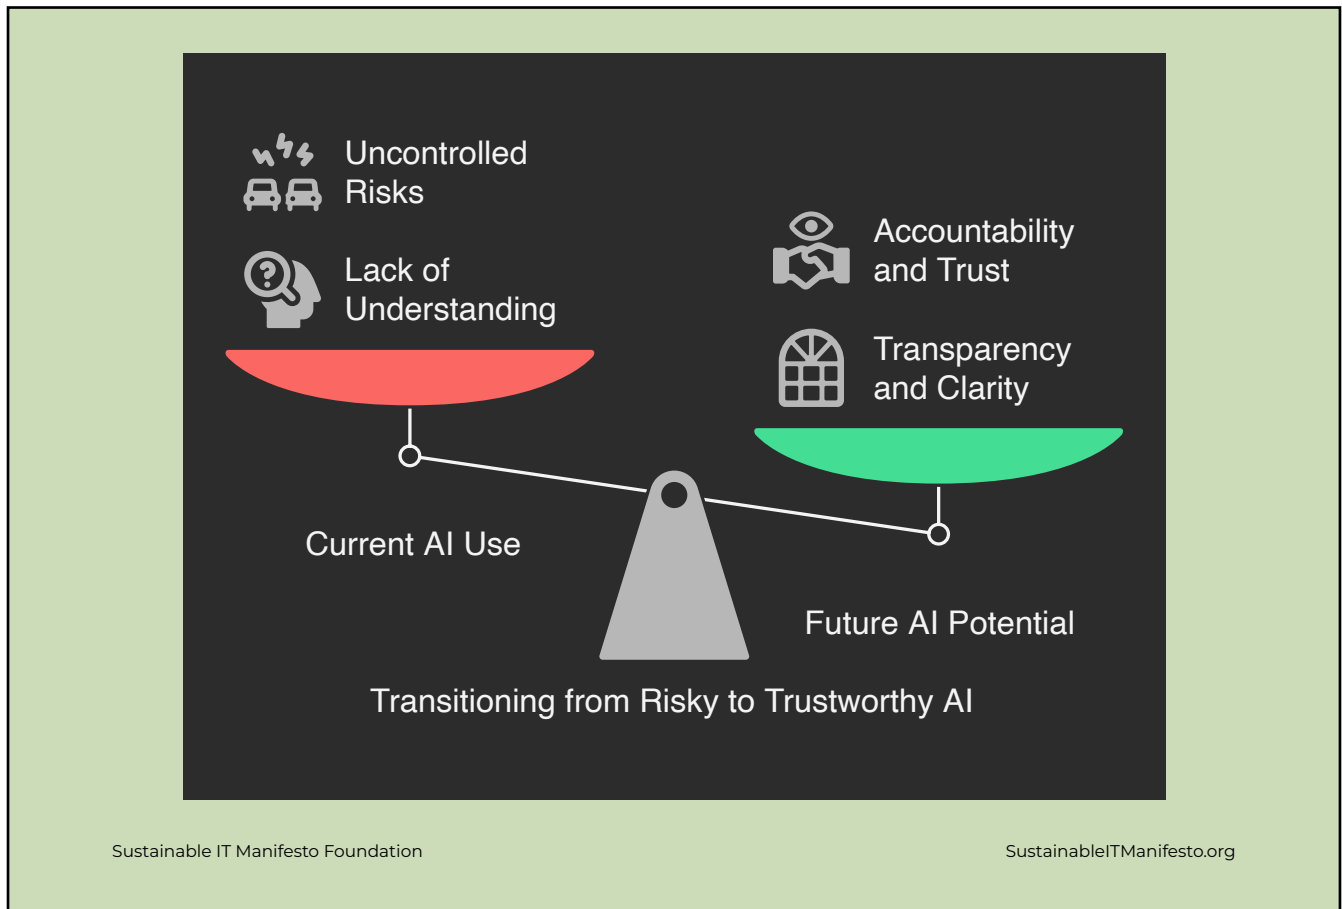 Uncontrolled
Risks
Lack of
Understanding
Accountability
and Trust
Transparency
and Clarity
Current AI Use
Future AI Potential
Transitioning from Risky to Trustworthy AI
Sustainable IT Manifesto Foundation
SustainableITManifesto.org